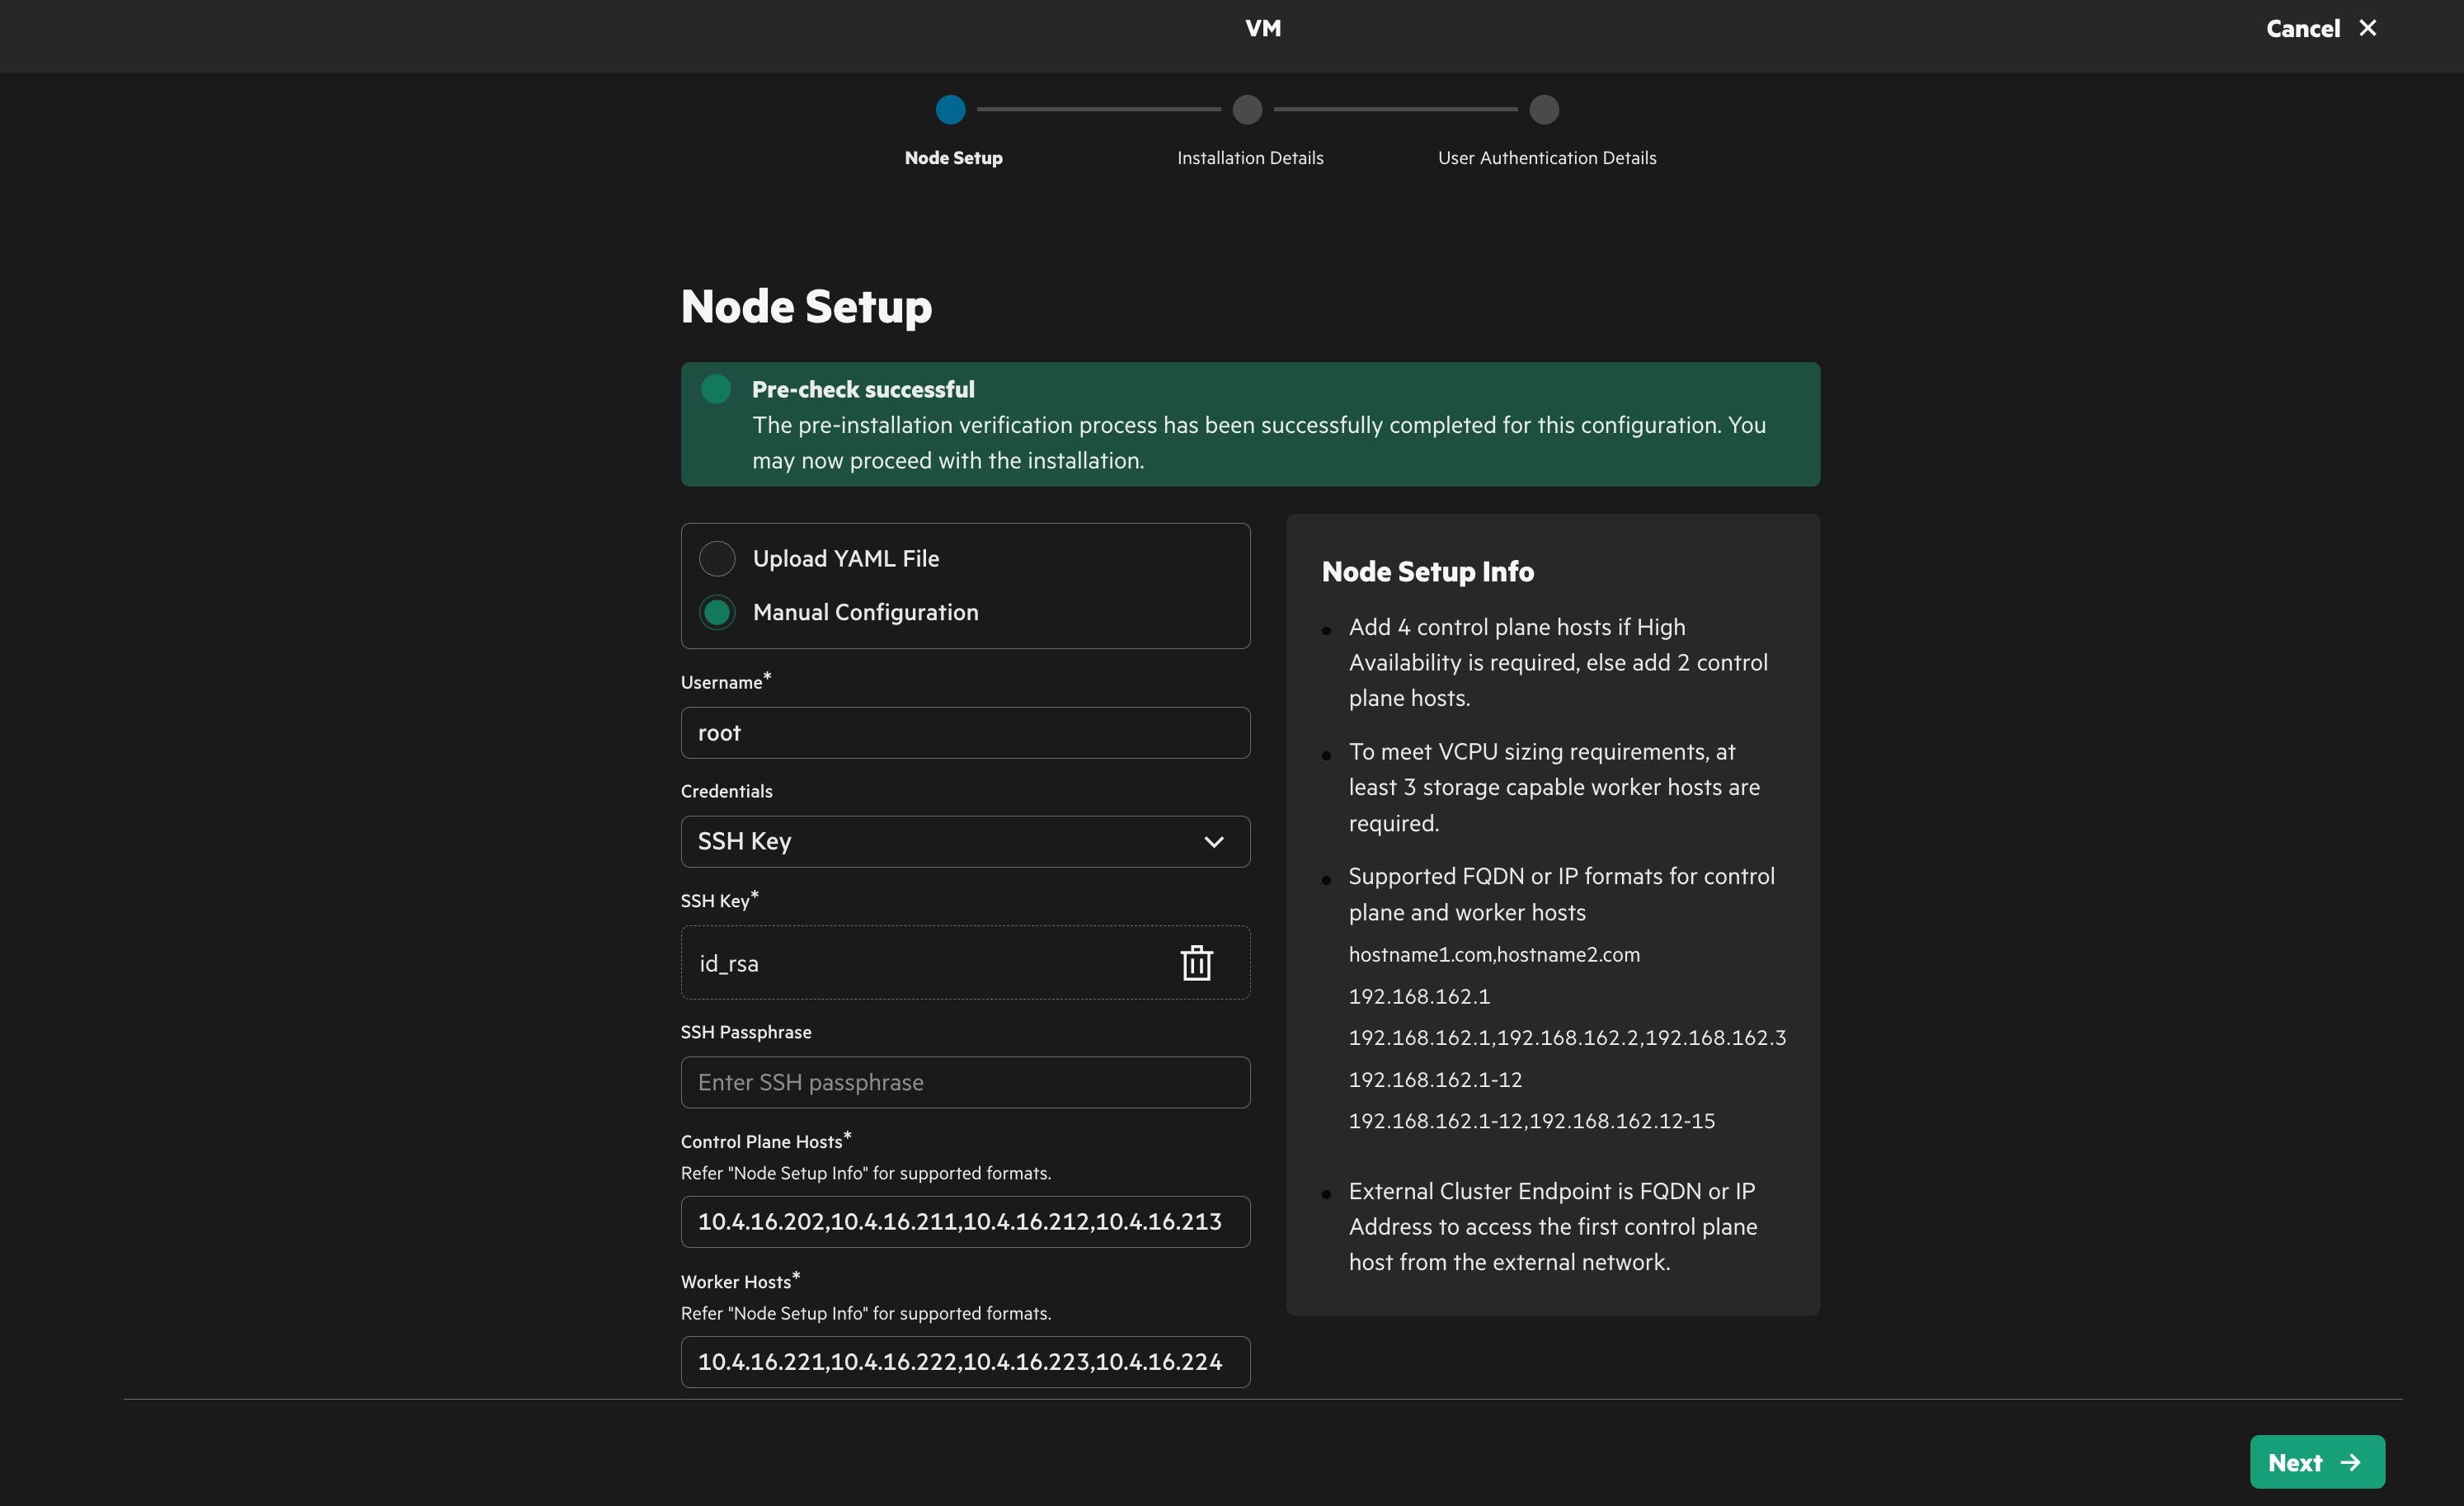 VM
Cancel
Node Setup
Installation Details
User Authentication Details
Node Setup
Pre-check successful
The pre-installation verification process has been successfully completed for this configuration. You
may now proceed with the installation.
Upload YAML File
Manual Configuration
Username*
root
Credentials
SSH Key
SSH Key*
id_rsa
SSH Passphrase
Enter SSH passphrase
Control Plane Hosts*
Refer "Node Setup Info" for supported formats.
10.4.16.202,10.4.16.211,10.4.16.212,10.4.16.213
Worker Hosts*
Refer "Node Setup Info" for supported formats.
10.4.16.221,10.4.16.222,10.4.16.223,10.4.16.224
Node Setup Info
Add 4 control plane hosts if High
Availability is required, else add 2 control
plane hosts.
To meet VCPU sizing requirements, at
least 3 storage capable worker hosts are
required.
Supported FQDN or IP formats for control
plane and worker hosts
hostname1.com,hostname2.com
192.168.162.1
192.168.162.1,192.168.162.2,192.168.162.3
192.168.162.1-12
192.168.162.1-12,192.168.162.12-15
External Cluster Endpoint is FQDN or IP
Address to access the first control plane
host from the external network.
Next